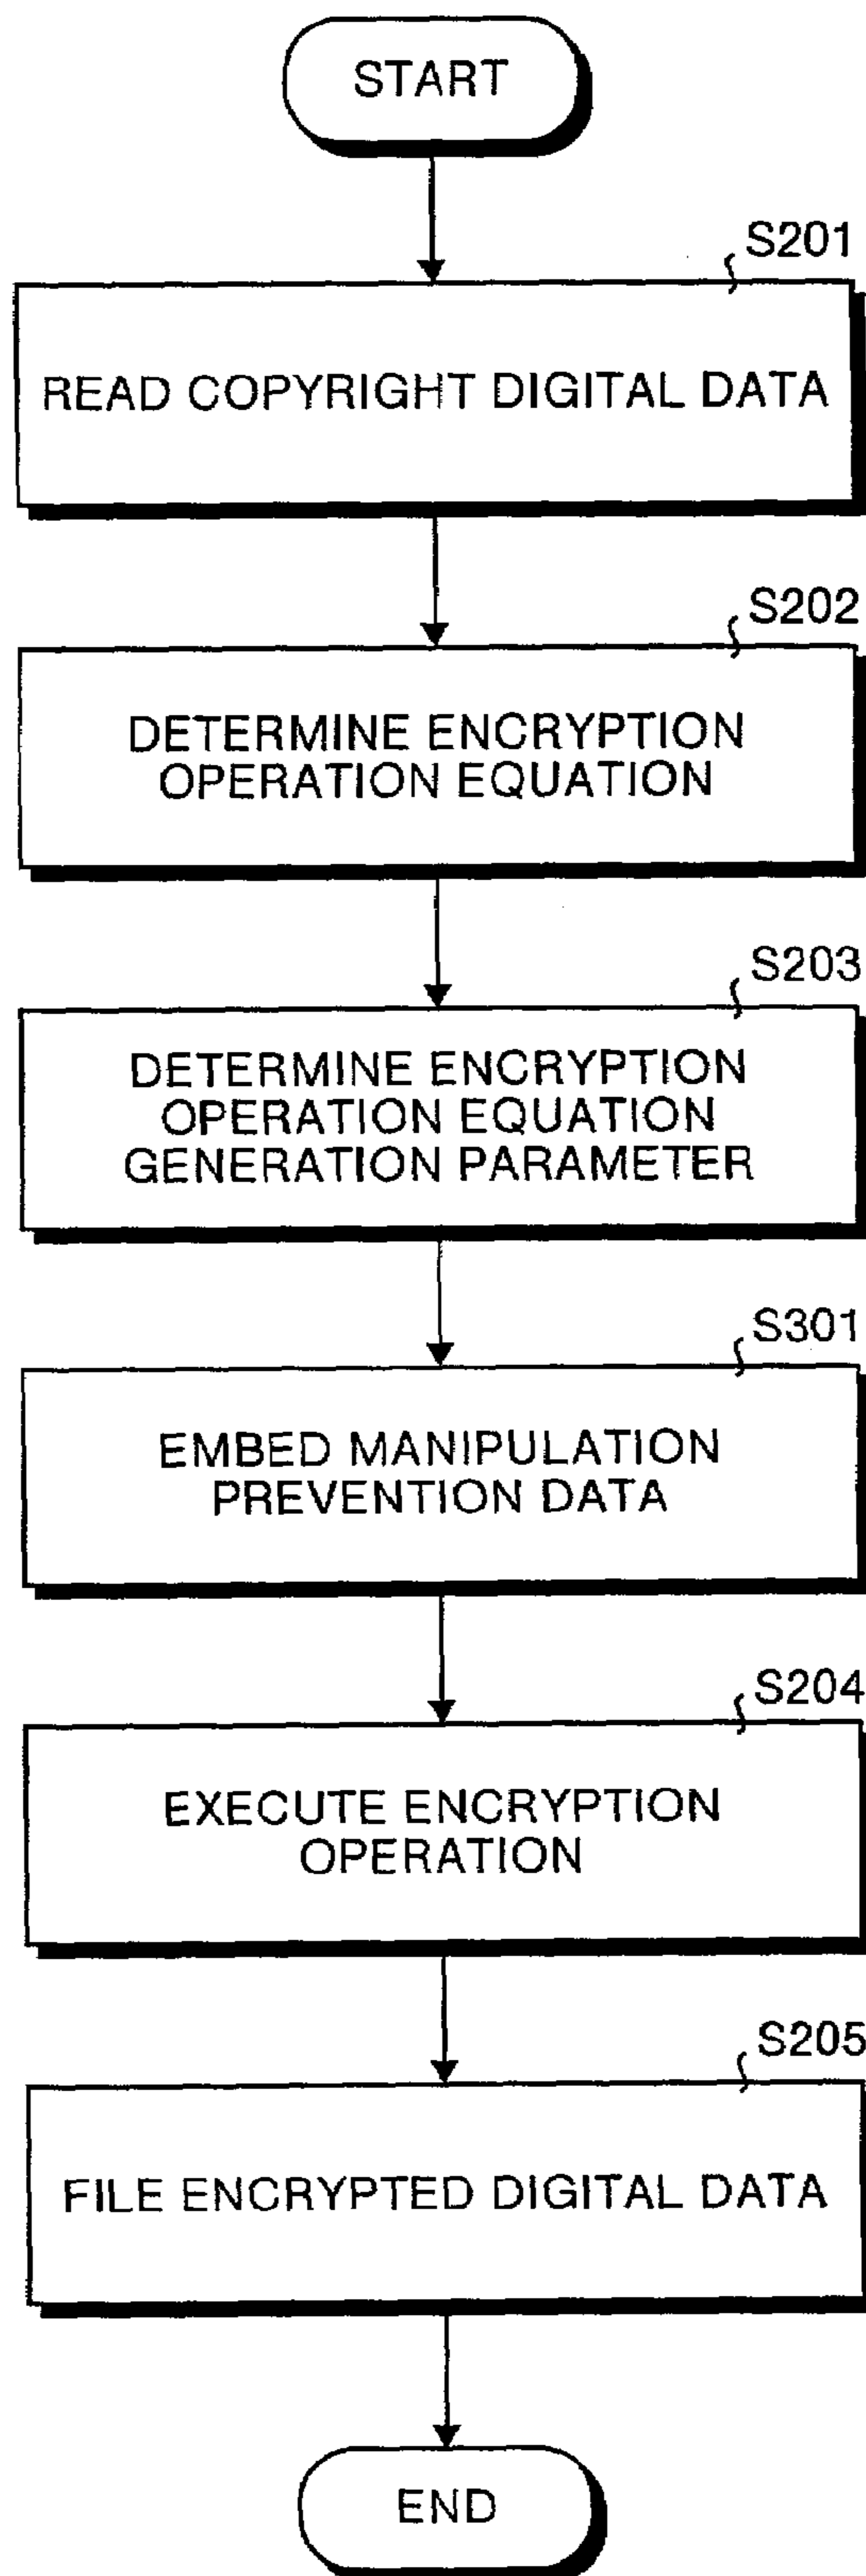 START
S201
READ COPYRIGHT DIGITAL DATA
S202
DETERMINE ENCRYPTION
OPERATION EQUATION
S203
DETERMINE ENCRYPTION
OPERATION EQUATION
GENERATION PARAMETER
S301
EMBED MANIPULATION
PREVENTION DATA
S204
EXECUTE ENCRYPTION
OPERATION
S205
FILE ENCRYPTED DIGITAL DATA
END